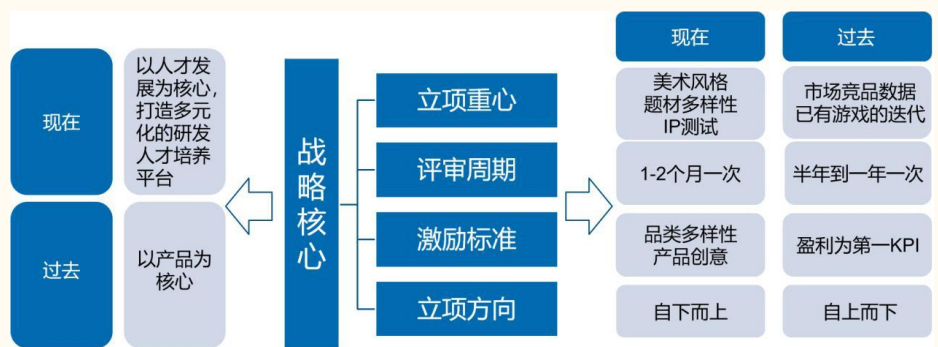 现在
以人才发
展为核心，
打造多元
化的研发
人才培养
平台
过去
以产品为
核心
战略核心
立项重心
评审周期
激励标准
立项方向
现在
过去
美术风格
题材多样性
IP测试
市场竞品数据
已有游戏的迭代
1-2个月一次
半年到一年一次
品类多样性
产品创意
盈利为第一KPI
自下而上
自上而下